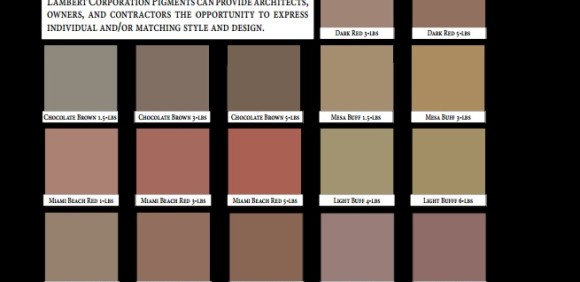 LAMBERT CORPORATION PIGMENTS CAN PROVIDE ARCHITECTS,
OWNERS, AND CONTRACTORS THE OPPORTUNITY TO EXPRESS
INDIVIDUAL AND/OR MATCHING STYLE AND DESIGN.
DARK RED 3-LBS
DARK RED 5-LBS
CHOCOLATE BROWN 1.5-LBS
CHOCOLATE BROWN 3-LBS
CHOCOLATE BROWN 5-LBS
MESA BUFF 1.5-LBS
MESA BUFF 3-LBS
MIAMI BEACH RED 1-LBS
MIAMI BEACH RED 3-LBS
MIAMI BEACH RED 5-LBS
LIGHT BUFF 4-LBS
LIGHT BUFF 6-LBS